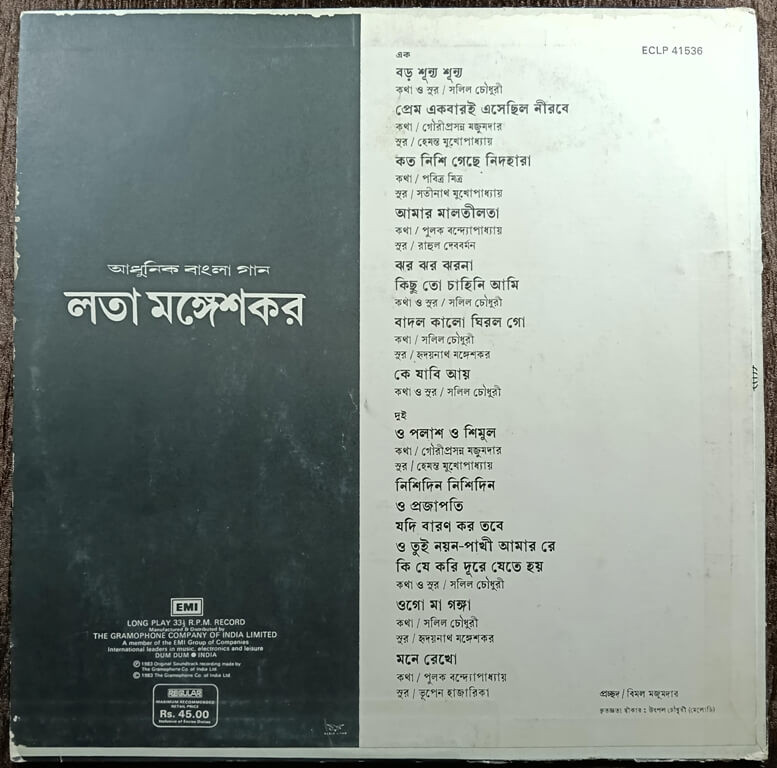 আধুনিক বাংলা গান
লতা মঙ্গেশকর
EMI
LONG PLAY 33⅓ R.P.M. RECORD
Manufactured & Distributed by
THE GRAMOPHONE COMPANY OF INDIA LIMITED
A member of the EMI Group of Companies
International leaders in music, electronics and leisure
DUM DUM ● INDIA
Ⓟ 1983 Original Soundtrack recording made by
The Gramophone Co. of India Ltd.
© 1983 The Gramophone Co. of India Ltd.
REGULAR
MAXIMUM RECOMMENDED
RETAIL PRICE
Rs. 45.00
Inclusive of Excise Duties
ECLP 41536
এক
বড় শূন্য শূন্য
কথা ও সুর / সলিল চৌধুরী
প্রেম একবারই এসেছিল নীরবে
কথা / গৌরীপ্রসন্ন মজুমদার
সুর / হেমন্ত মুখোপাধ্যায়
কত নিশি গেছে নিদহারা
কথা / পবিত্র মিত্র
সুর / সতীনাথ মুখোপাধ্যায়
আমার মালতীলতা
কথা / পুলক বন্দ্যোপাধ্যায়
সুর / রাহুল দেববর্মন
ঝর ঝর ঝরনা
কিছু তো চাহিনি আমি
কথা ও সুর / সলিল চৌধুরী
বাদল কালো ঘিরল গো
কথা / সলিল চৌধুরী
সুর / হৃদয়নাথ মঙ্গেশকর
কে যাবি আয়
কথা ও সুর / সলিল চৌধুরী
দুই
ও পলাশ ও শিমুল
কথা / গৌরীপ্রসন্ন মজুমদার
সুর / হেমন্ত মুখোপাধ্যায়
নিশিদিন নিশিদিন
ও প্রজাপতি
যদি বারণ কর তবে
ও তুই নয়ন-পাখী আমার রে
কি যে করি দূরে যেতে হয়
কথা ও সুর / সলিল চৌধুরী
ওগো মা গঙ্গা
কথা / সলিল চৌধুরী
সুর / হৃদয়নাথ মঙ্গেশকর
মনে রেখো
কথা / পুলক বন্দ্যোপাধ্যায়
সুর / ভূপেন হাজারিকা
প্রচ্ছদ / বিমল মজুমদার
কৃতজ্ঞতা স্বীকার : উৎপল চৌধুরী (মেলোডি)